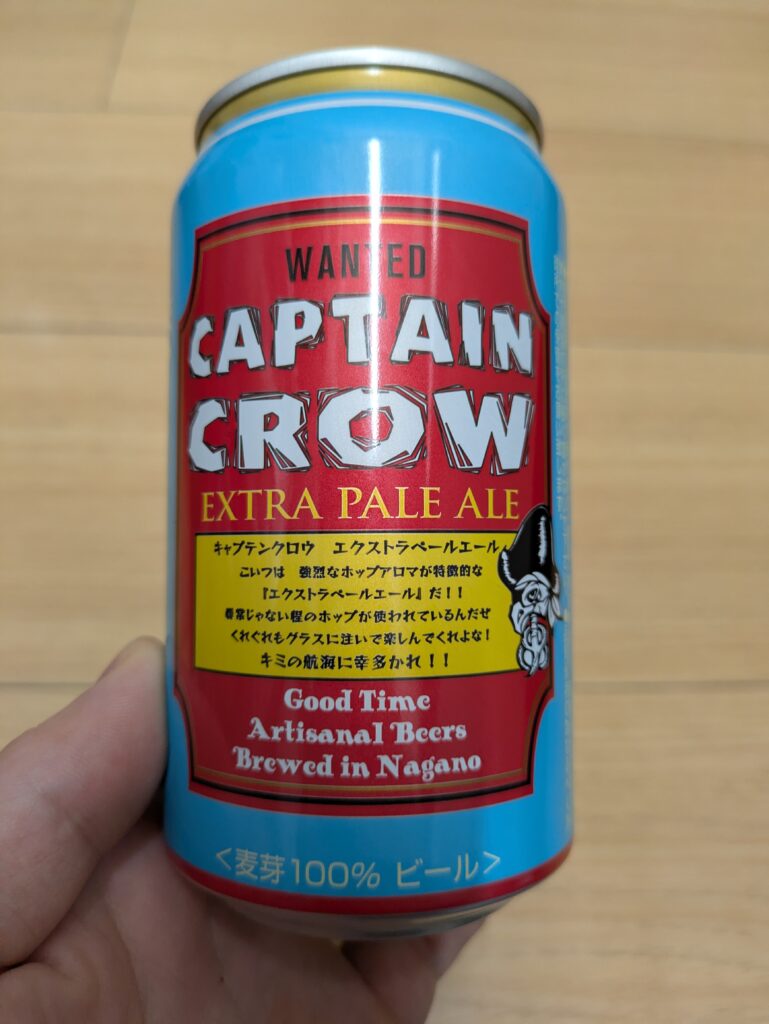 WANTED
CAPTAIN
CROW
EXTRA PALE ALE
キャプテンクロウ　エクストラペールエール
こいつは　強烈なホップアロマが特徴的な
『エクストラペールエール』だ！！
尋常じゃない程のホップが使われているんだぜ
くれぐれもグラスに注いで楽しんでくれよな！
キミの航海に幸多かれ！！
Good Time
Artisanal Beers
Brewed in Nagano
＜麦芽100% ビール＞